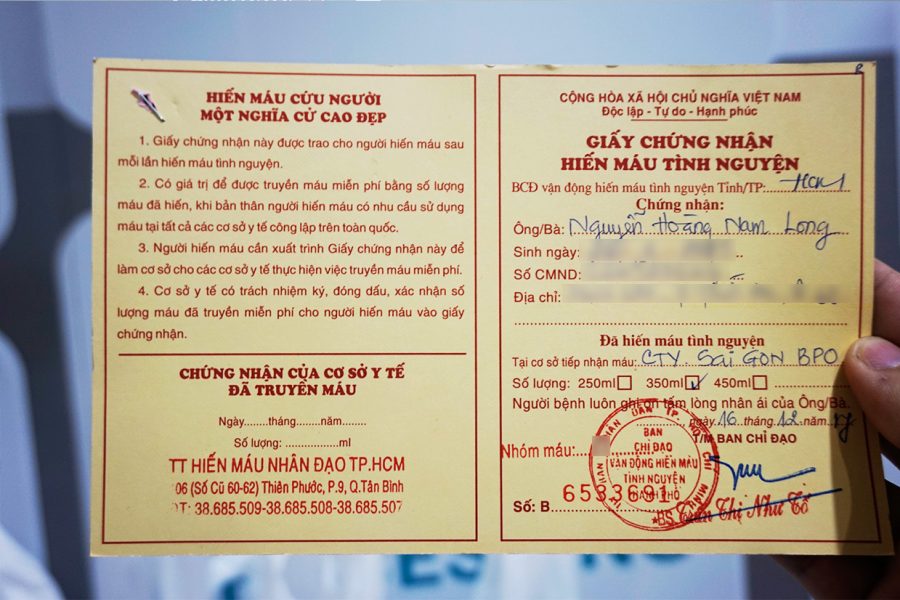 HIẾN MÁU CỨU NGƯỜI
MỘT NGHĨA CỬ CAO ĐẸP
1. Giấy chứng nhận này được trao cho người hiến máu sau
mỗi lần hiến máu tình nguyện.
2. Có giá trị để được truyền máu miễn phí bằng số lượng
máu đã hiến, khi bản thân người hiến máu có nhu cầu sử dụng
máu tại tất cả các cơ sở y tế công lập trên toàn quốc.
3. Người hiến máu cần xuất trình Giấy chứng nhận này để
làm cơ sở cho các cơ sở y tế thực hiện việc truyền máu miễn phí.
4. Cơ sở y tế có trách nhiệm ký, đóng dấu, xác nhận số
lượng máu đã truyền miễn phí cho người hiến máu vào giấy
chứng nhận.
CHỨNG NHẬN CỦA CƠ SỞ Y TẾ
ĐÃ TRUYỀN MÁU
Ngày........tháng........năm........
Số lượng: ................ml
TT HIẾN MÁU NHÂN ĐẠO TP.HCM
106 (Số Cũ 60-62) Thiên Phước, P.9, Q.Tân Bình
ĐT: 38.685.509-38.685.508-38.685.507
CỘNG HÒA XÃ HỘI CHỦ NGHĨA VIỆT NAM
Độc lập - Tự do - Hạnh phúc
GIẤY CHỨNG NHẬN
HIẾN MÁU TÌNH NGUYỆN
BCĐ vận động hiến máu tình nguyện Tỉnh/TP: HCM
Chứng nhận:
Ông/Bà: Nguyễn Hoàng Nam Long
Sinh ngày:
Số CMND:
Địa chỉ:
Đã hiến máu tình nguyện
Tại cơ sở tiếp nhận máu: CTY. Sai Gon BPO
Số lượng: 250ml☐ 350ml☑ 450ml☐
Người bệnh luôn ghi ơn tấm lòng nhân ái của Ông/Bà.
ngày 16 tháng 12 năm
T/M BAN CHỈ ĐẠO
Nhóm máu:
BAN
CHỈ ĐẠO
VẬN ĐỘNG HIẾN MÁU
TÌNH NGUYỆN
THÀNH PHỐ
Số: B 6533691
BS. Trần Thị Như Tố